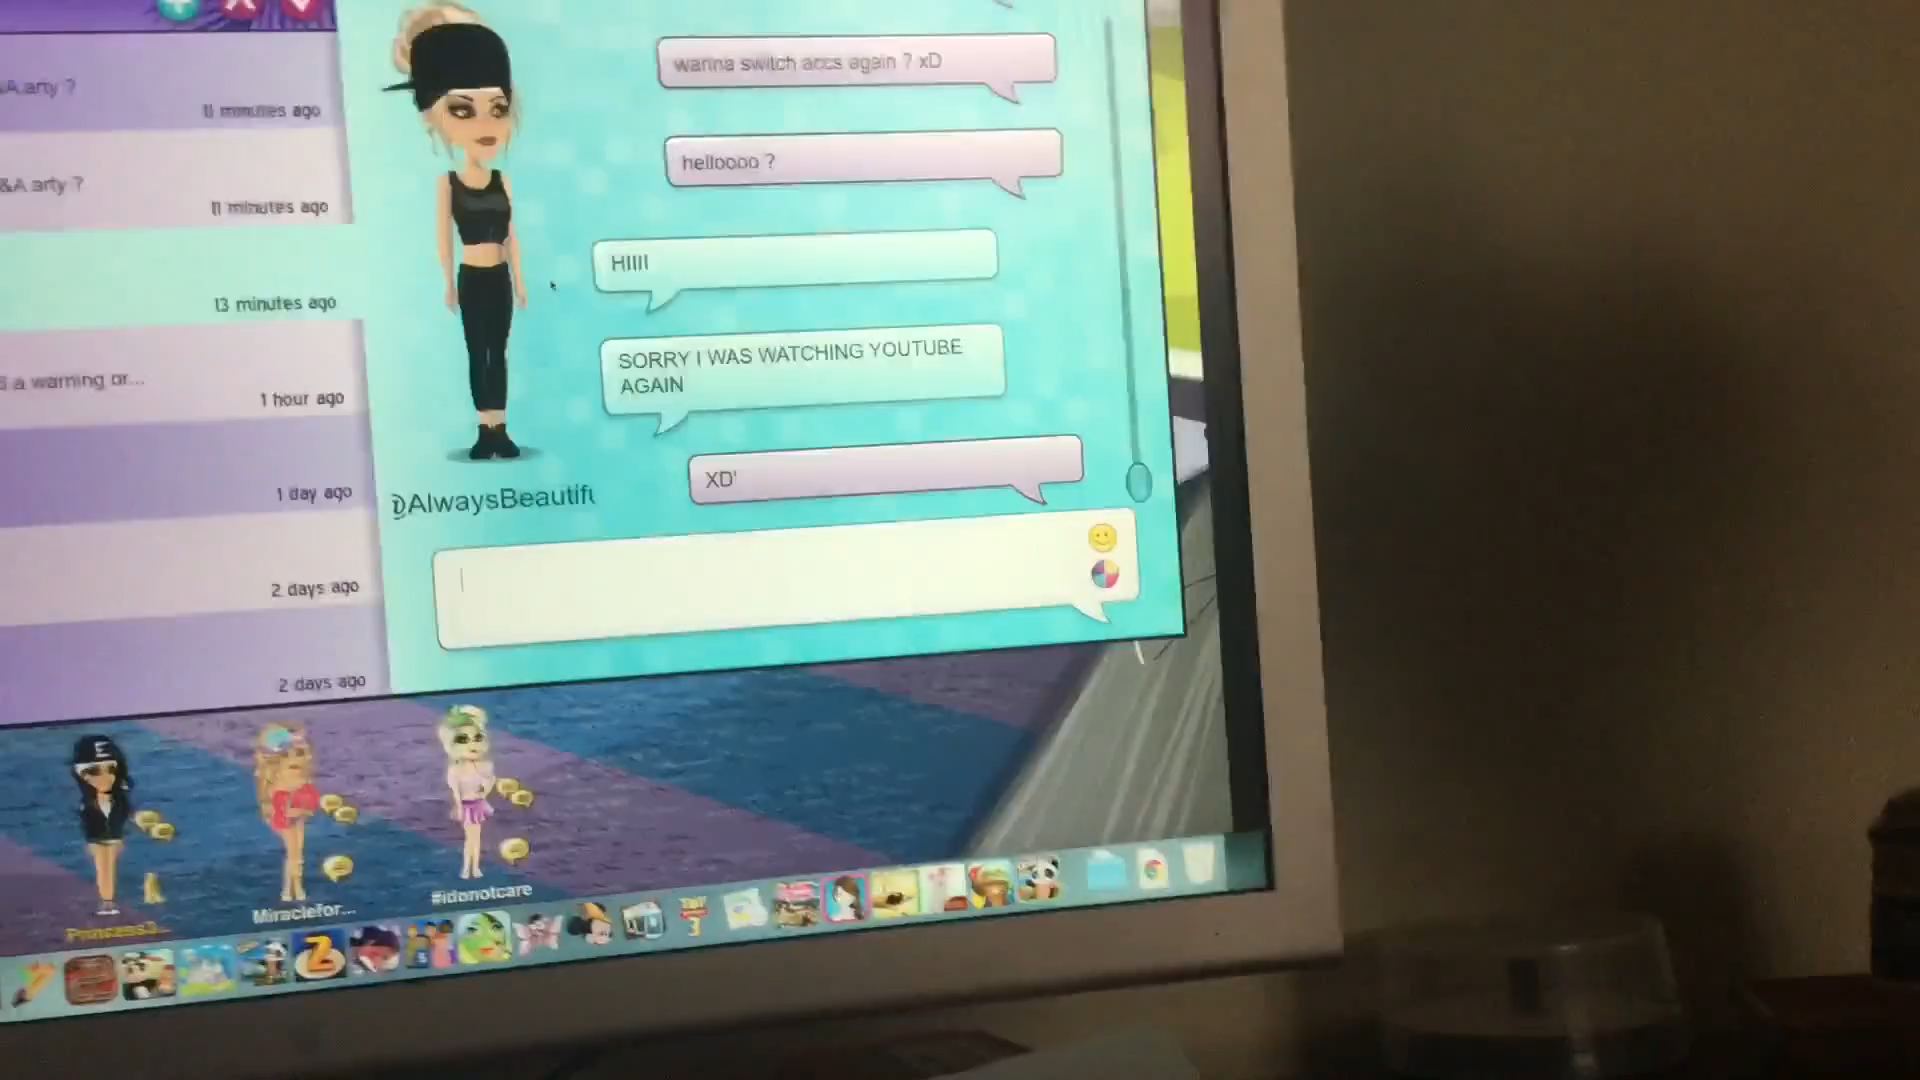 A.arty ?
11 minutes ago
&A arty ?
11 minutes ago
13 minutes ago
a warning or...
1 hour ago
1 day ago
2 days ago
2 days ago
wanna switch accs again ? xD
helloooo ?
HIIII
SORRY I WAS WATCHING YOUTUBE
AGAIN
XD'
AlwaysBeautif
E
Miraclefor...
#idonotcare
2
3